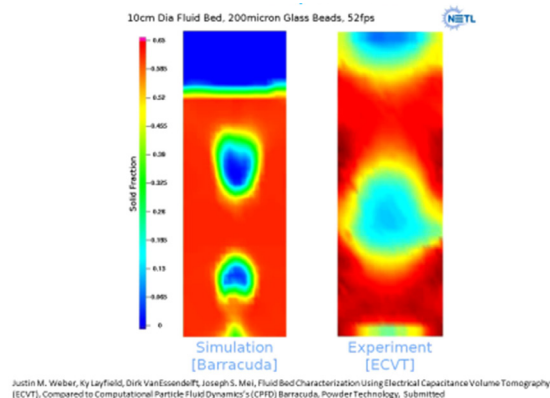 10cm Dia Fluid Bed, 200micron Glass Beads, 52fps
NETL
0.65
0.585
0.52
0.455
0.39
0.325
0.26
0.195
0.13
0.065
0
Solid Fraction
Simulation
[Barracuda]
Experiment
[ECVT]
Justin M. Weber, Ky Layfield, Dirk VanEssendelft, Joseph S. Mei, Fluid Bed Characterization Using Electrical Capacitance Volume Tomography
(ECVT), Compared to Computational Particle Fluid Dynamics's (CPFD) Barracuda, Powder Technology, Submitted